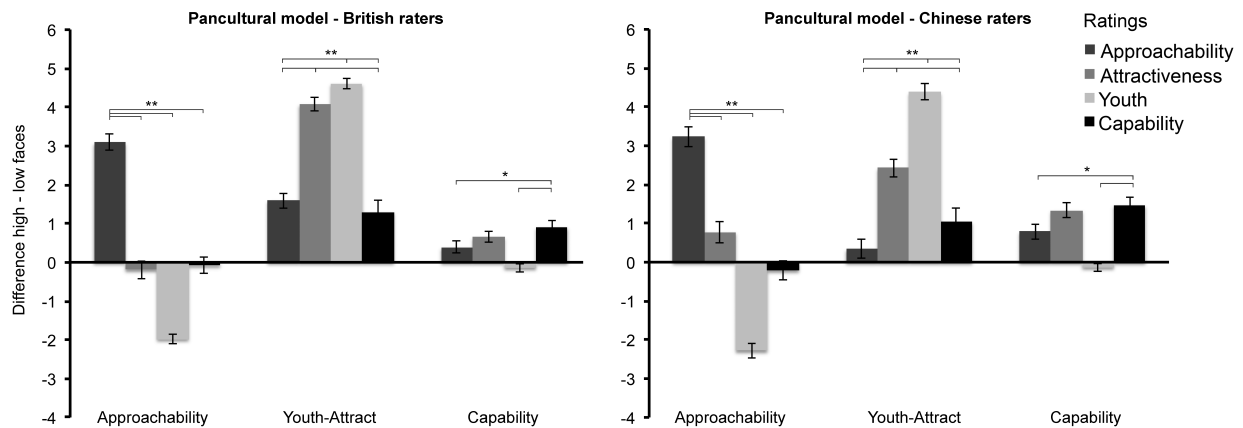 Pancultural model - British raters
Difference high - low faces
6
5
4
3
2
1
0
-1
-2
-3
-4
**
**
*
Approachability
Youth-Attract
Capability
Pancultural model - Chinese raters
6
5
4
3
2
1
0
-1
-2
-3
-4
**
**
*
Approachability
Youth-Attract
Capability
Ratings
Approachability
Attractiveness
Youth
Capability